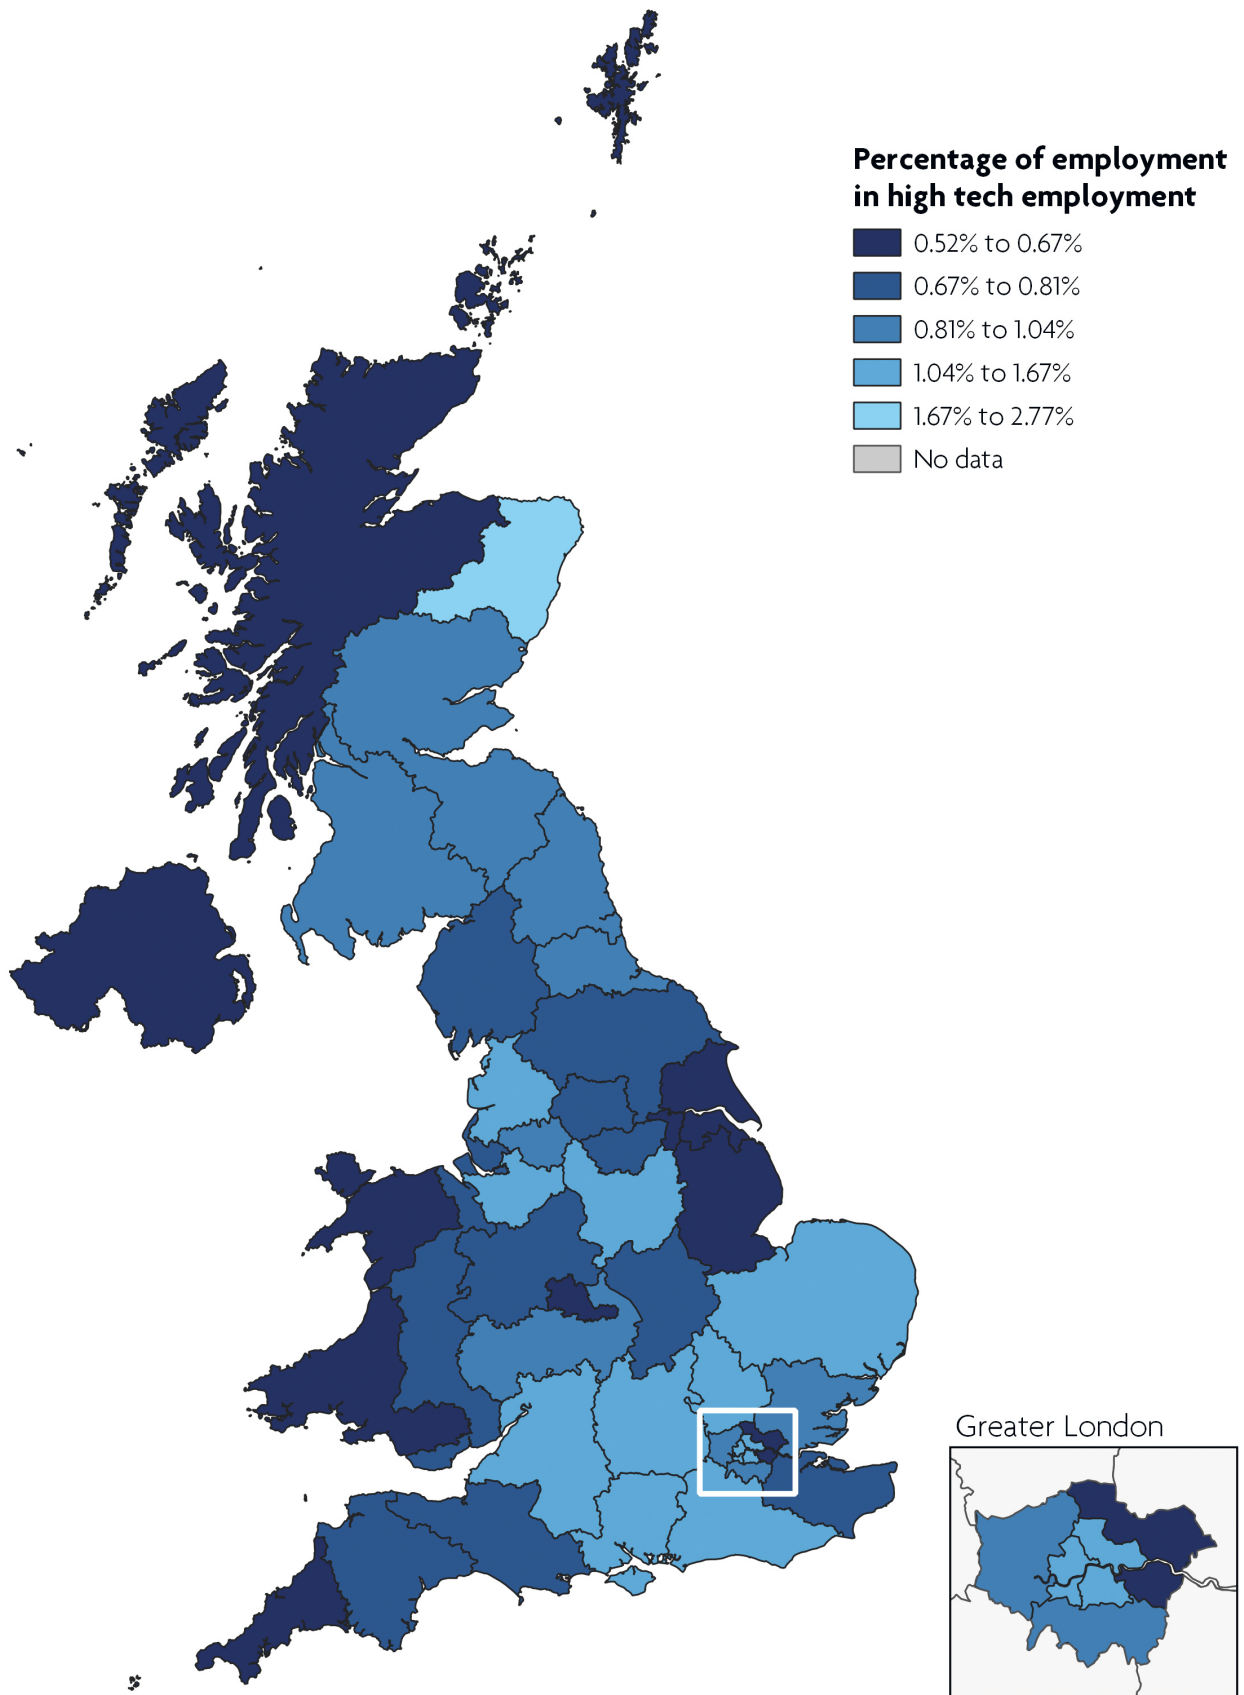 Percentage of employment
in high tech employment
0.52% to 0.67%
0.67% to 0.81%
0.81% to 1.04%
1.04% to 1.67%
1.67% to 2.77%
No data
Greater London